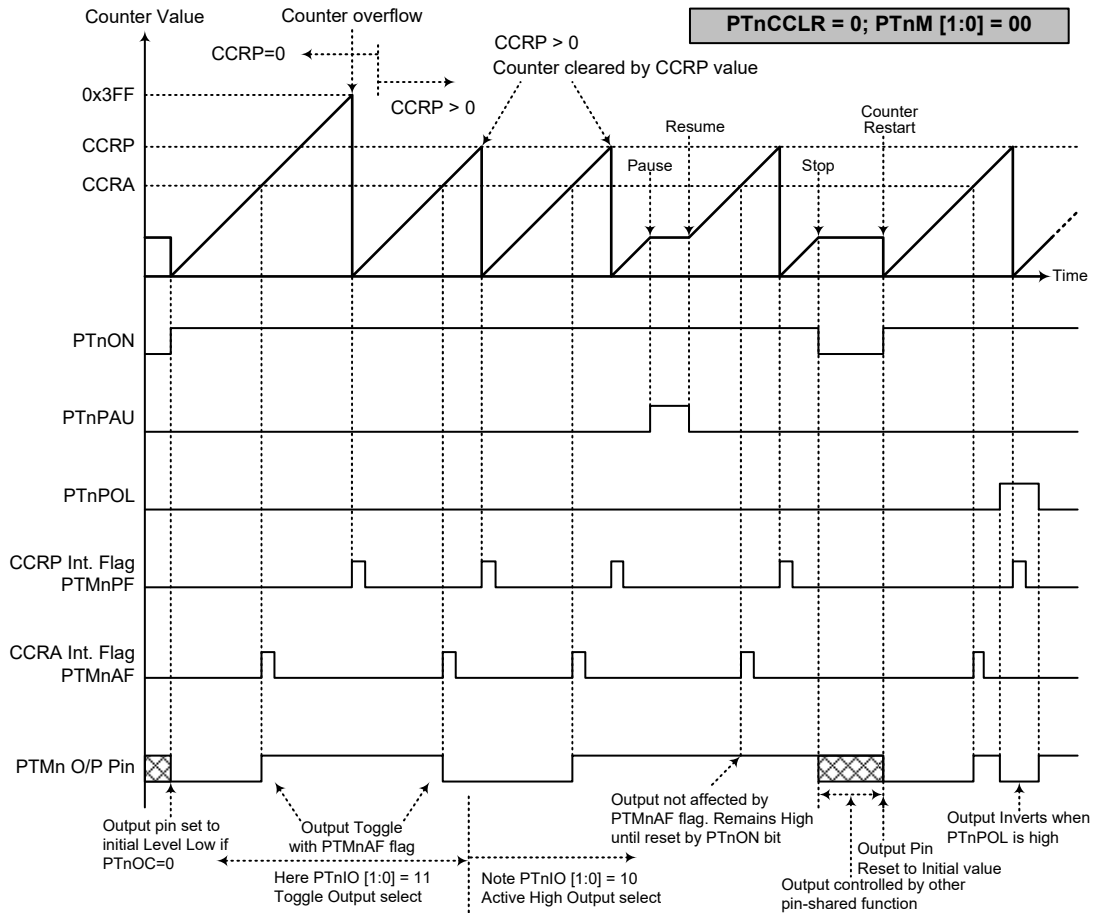 Counter Value
Counter overflow
PTnCCLR = 0; PTnM [1:0] = 00
CCRP=0
CCRP > 0
CCRP > 0
Counter cleared by CCRP value
0x3FF
CCRP
CCRA
Pause
Resume
Stop
Counter
Restart
Time
PTnON
PTnPAU
PTnPOL
CCRP Int. Flag
PTMnPF
CCRA Int. Flag
PTMnAF
PTMn O/P Pin
Output pin set to
initial Level Low if
PTnOC=0
Output Toggle
with PTMnAF flag
Here PTnIO [1:0] = 11
Toggle Output select
Note PTnIO [1:0] = 10
Active High Output select
Output not affected by
PTMnAF flag. Remains High
until reset by PTnON bit
Output Pin
Reset to Initial value
Output controlled by other
pin-shared function
Output Inverts when
PTnPOL is high